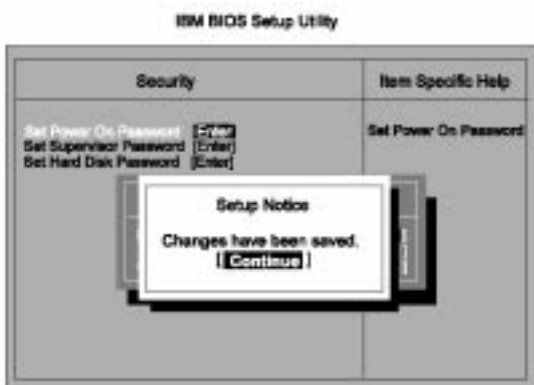 IBM BIOS Setup Utility
Security
Item Specific Help
Set Power On Password [Enter]
Set Supervisor Password [Enter]
Set Hard Disk Password [Enter]
Set Power On Password
Setup Notice
Changes have been saved.
[ Continue ]